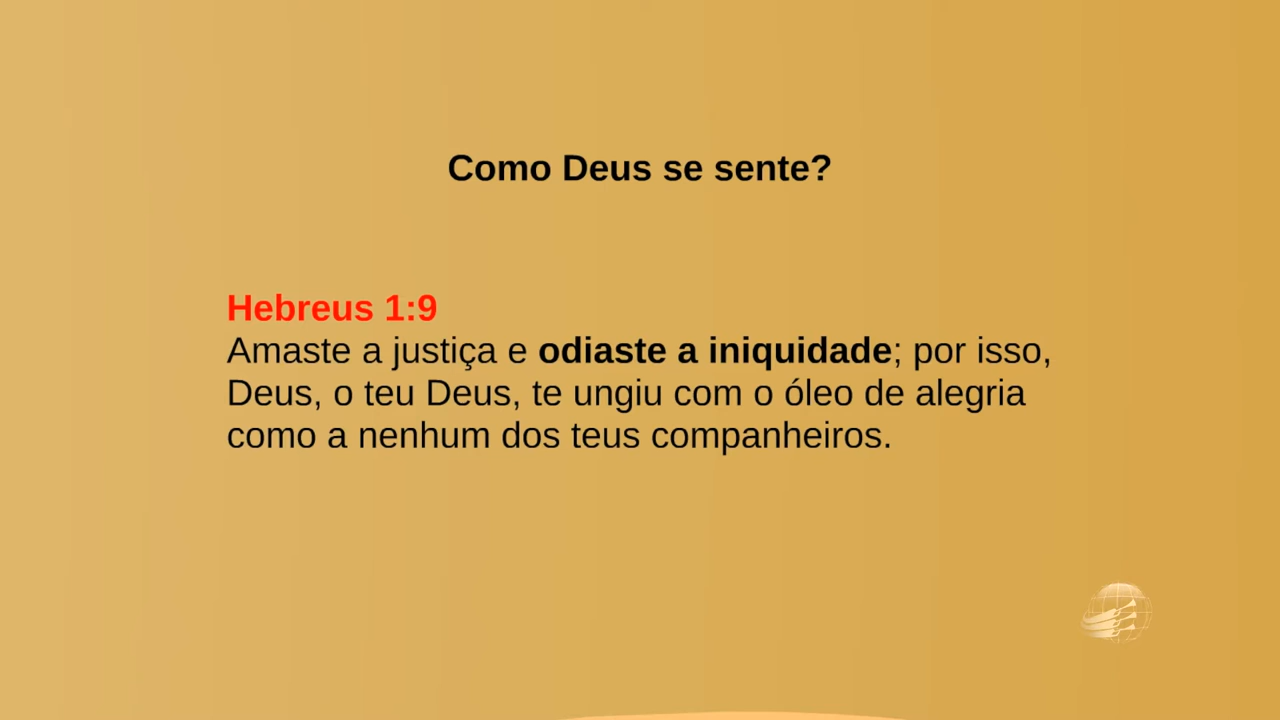 Como Deus se sente?
Hebreus 1:9
Amaste a justiça e odiaste a iniquidade; por isso,
Deus, o teu Deus, te ungiu com o óleo de alegria
como a nenhum dos teus companheiros.